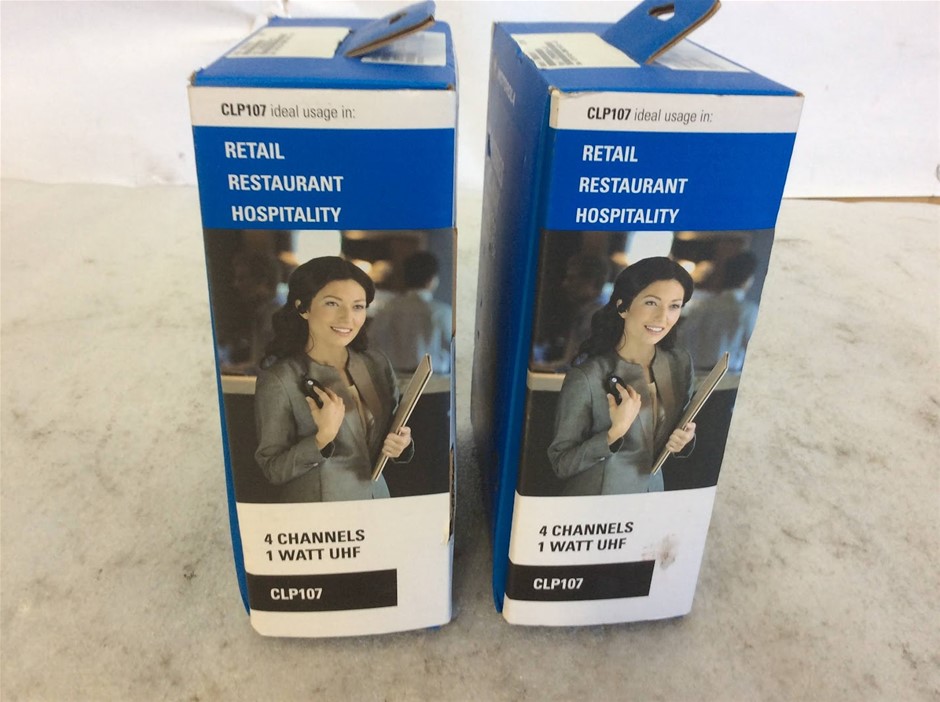 CLP107 ideal usage in:
RETAIL
RESTAURANT
HOSPITALITY
4 CHANNELS
1 WATT UHF
CLP107
CLP107 ideal usage in:
RETAIL
RESTAURANT
HOSPITALITY
4 CHANNELS
1 WATT UHF
CLP107